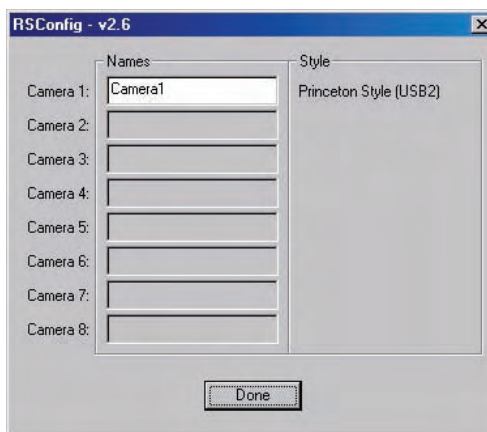 RSConfig - v2.6
Names
Style
Camera 1:
Camera1
Princeton Style (USB2)
Camera 2:
Camera 3:
Camera 4:
Camera 5:
Camera 6:
Camera 7:
Camera 8:
Done